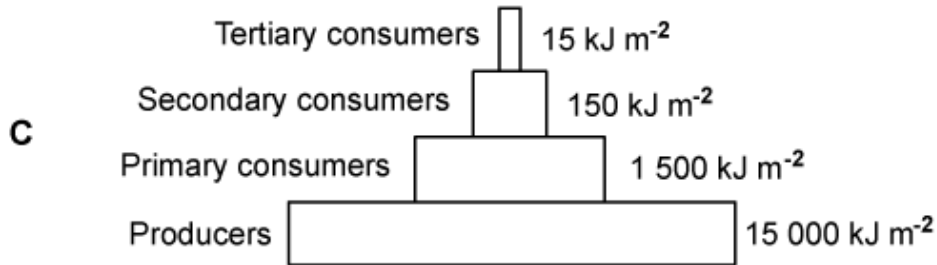 Tertiary consumers 15 kJ m⁻²
Secondary consumers 150 kJ m⁻²
C
Primary consumers 1 500 kJ m⁻²
Producers 15 000 kJ m⁻²